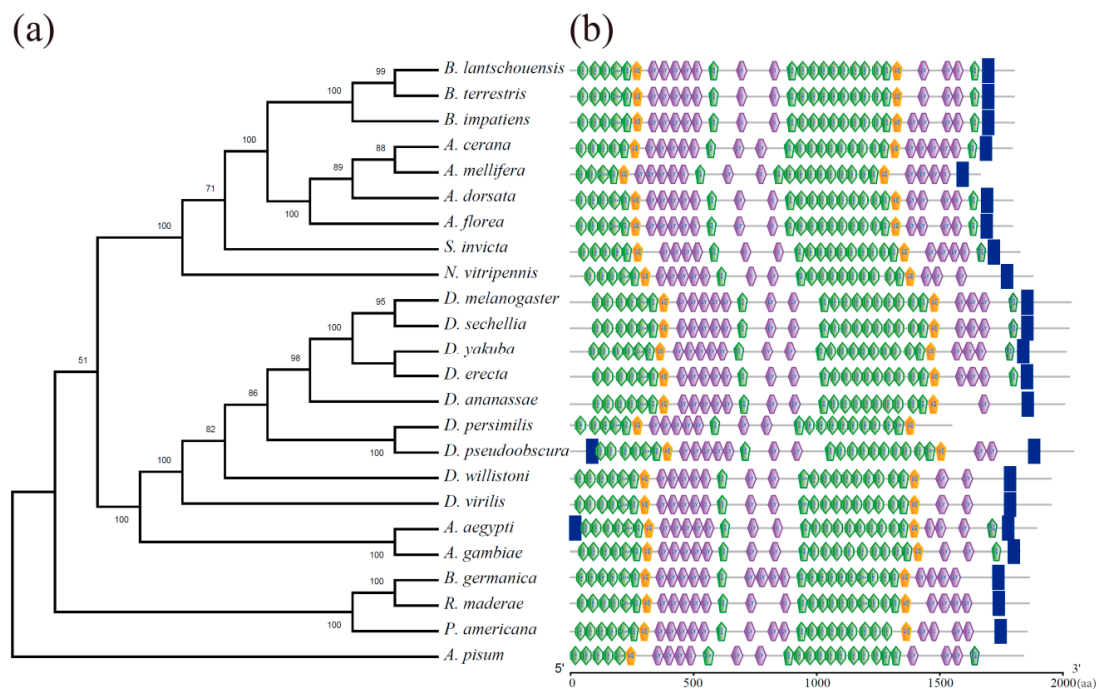 (a) (b)
B. lantschouensis
99
B. terrestris
100
B. impatiens
100
A. cerana
88
A. mellifera
89
71
A. dorsata
100
A. florea
100
S. invicta
N. vitripennis
D. melanogaster
95
D. sechellia
100
D. yakuba
98
D. erecta
51
D. ananassae
86
D. persimilis
82
D. pseudoobscura
100
D. willistoni
D. virilis
A. aegypti
100
A. gambiae
100
B. germanica
100
R. maderae
100
P. americana
A. pisum
5' 3'
0 500 1000 1500 2000 (aa)